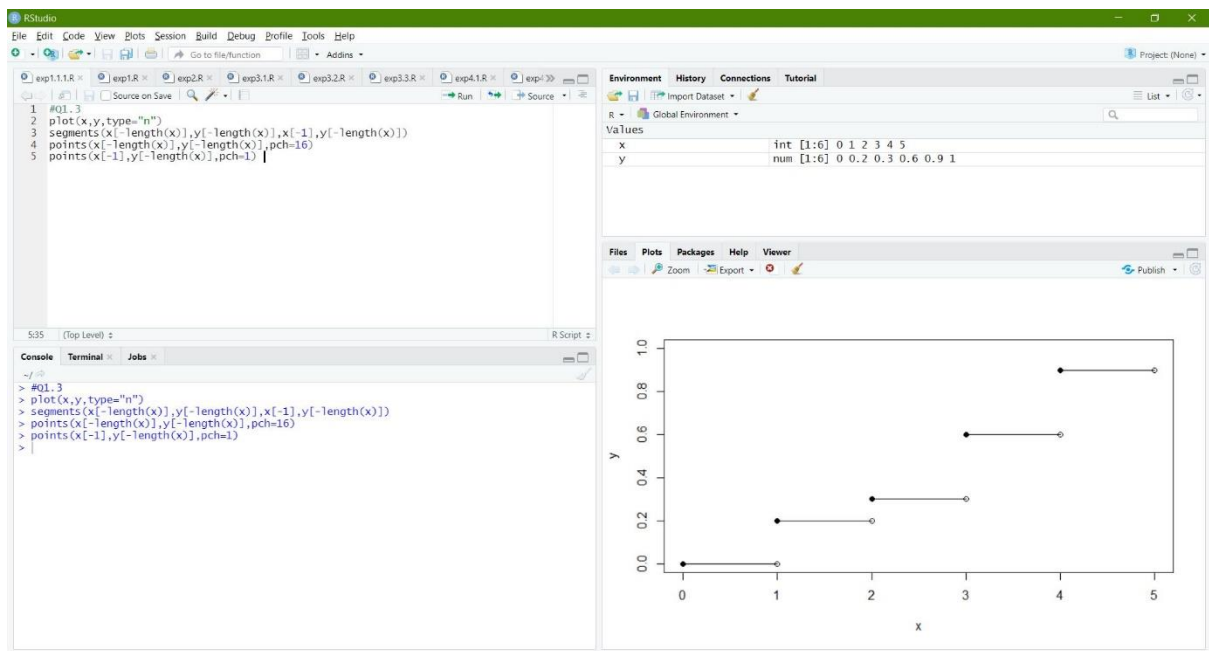 RStudio
File Edit Code View Plots Session Build Debug Profile Tools Help
Go to file/function Addins Project: (None)
exp1.1.1.R exp1.R exp2.R exp3.1.R exp3.2.R exp3.3.R exp4.1.R
Source on Save Run Source
1 #Q1.3
2 plot(x,y,type="n")
3 segments(x[-length(x)],y[-length(x)],x[-1],y[-length(x)])
4 points(x[-length(x)],y[-length(x)],pch=16)
5 points(x[-1],y[-length(x)],pch=1)
5:35 (Top Level) R Script
Console Terminal Jobs
~/
> #Q1.3
> plot(x,y,type="n")
> segments(x[-length(x)],y[-length(x)],x[-1],y[-length(x)])
> points(x[-length(x)],y[-length(x)],pch=16)
> points(x[-1],y[-length(x)],pch=1)
>
Environment History Connections Tutorial
Import Dataset List
R Global Environment
Values
x int [1:6] 0 1 2 3 4 5
y num [1:6] 0 0.2 0.3 0.6 0.9 1
Files Plots Packages Help Viewer
Zoom Export Publish
1.0
0.8
0.6
0.4
0.2
0.0
y
0 1 2 3 4 5
x